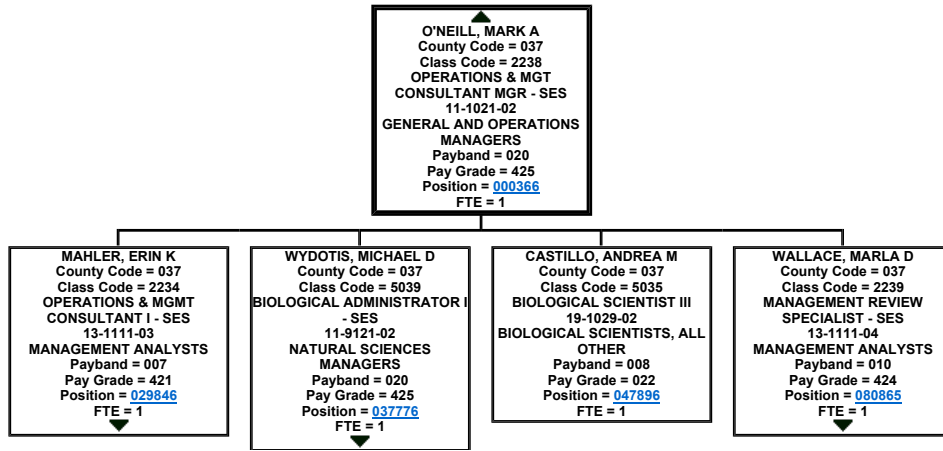 O'NEILL, MARK A
County Code = 037
Class Code = 2238
OPERATIONS & MGT
CONSULTANT MGR - SES
11-1021-02
GENERAL AND OPERATIONS
MANAGERS
Payband = 020
Pay Grade = 425
Position = 000366
FTE = 1
MAHLER, ERIN K
County Code = 037
Class Code = 2234
OPERATIONS & MGMT
CONSULTANT I - SES
13-1111-03
MANAGEMENT ANALYSTS
Payband = 007
Pay Grade = 421
Position = 029846
FTE = 1
WYDOTIS, MICHAEL D
County Code = 037
Class Code = 5039
BIOLOGICAL ADMINISTRATOR I
- SES
11-9121-02
NATURAL SCIENCES
MANAGERS
Payband = 020
Pay Grade = 425
Position = 037776
FTE = 1
CASTILLO, ANDREA M
County Code = 037
Class Code = 5035
BIOLOGICAL SCIENTIST III
19-1029-02
BIOLOGICAL SCIENTISTS, ALL
OTHER
Payband = 008
Pay Grade = 022
Position = 047896
FTE = 1
WALLACE, MARLA D
County Code = 037
Class Code = 2239
MANAGEMENT REVIEW
SPECIALIST - SES
13-1111-04
MANAGEMENT ANALYSTS
Payband = 010
Pay Grade = 424
Position = 080865
FTE = 1